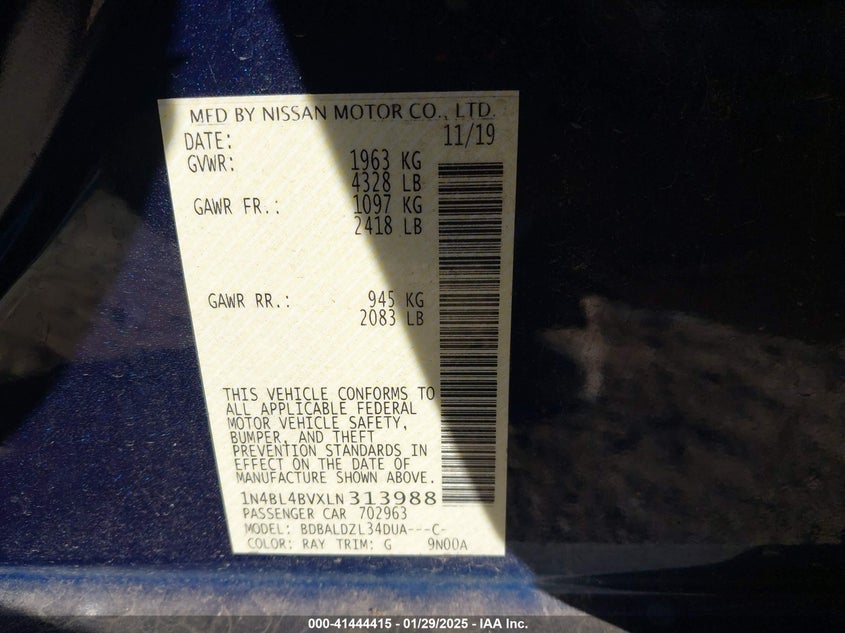 MFD BY NISSAN MOTOR CO., LTD.
DATE: 11/19
GVWR: 1963 KG
4328 LB
GAWR FR.: 1097 KG
2418 LB
GAWR RR.: 945 KG
2083 LB
THIS VEHICLE CONFORMS TO
ALL APPLICABLE FEDERAL
MOTOR VEHICLE SAFETY,
BUMPER, AND THEFT
PREVENTION STANDARDS IN
EFFECT ON THE DATE OF
MANUFACTURE SHOWN ABOVE.
1N4BL4BVXLN313988
PASSENGER CAR 702963
MODEL: BDBALDZL34DUA---C-
COLOR: RAY TRIM: G 9N00A
000-41444415 - 01/29/2025 - IAA Inc.